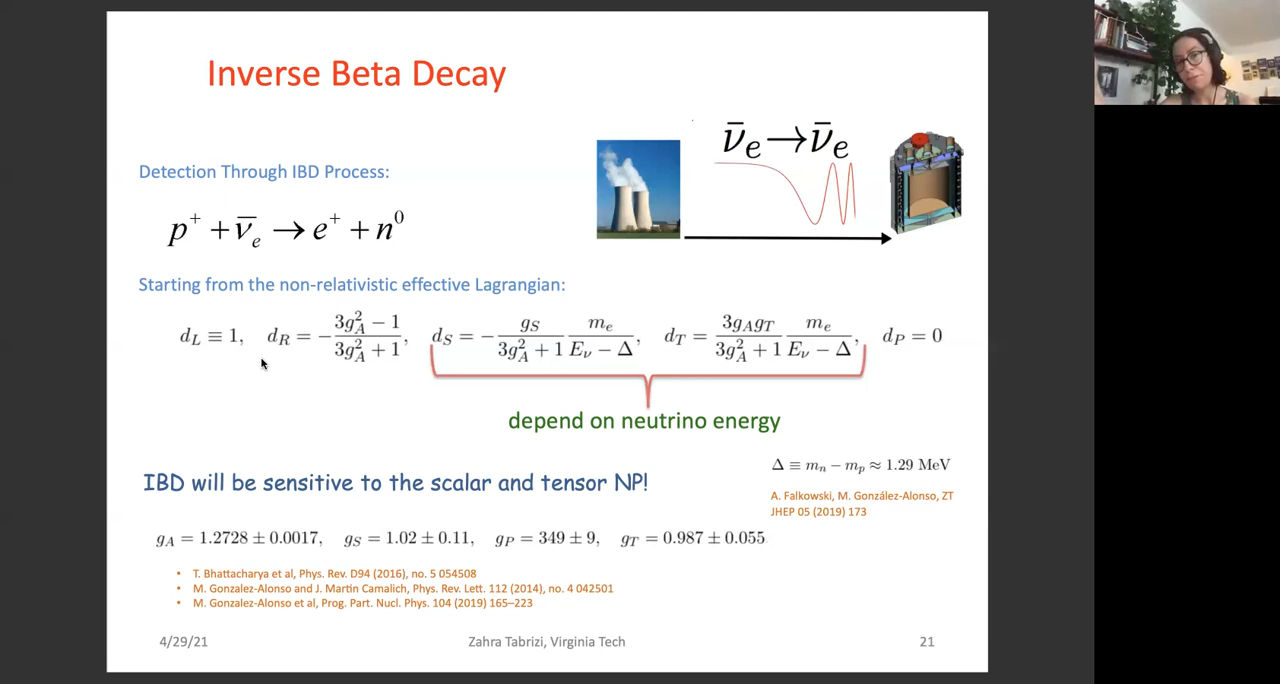 Inverse Beta Decay
ν̄ₑ → ν̄ₑ
Detection Through IBD Process:
p⁺ + ν̄ₑ → e⁺ + n⁰
Starting from the non-relativistic effective Lagrangian:
d_L ≡ 1, d_R = −(3g_A² − 1)/(3g_A² + 1), d_S = −g_S/(3g_A² + 1) m_e/(E_ν − Δ), d_T = 3g_Ag_T/(3g_A² + 1) m_e/(E_ν − Δ), d_P = 0
depend on neutrino energy
Δ ≡ m_n − m_p ≈ 1.29 MeV
IBD will be sensitive to the scalar and tensor NP!
A. Falkowski, M. González-Alonso, ZT
JHEP 05 (2019) 173
g_A = 1.2728 ± 0.0017, g_S = 1.02 ± 0.11, g_P = 349 ± 9, g_T = 0.987 ± 0.055
• T. Bhattacharya et al, Phys. Rev. D94 (2016), no. 5 054508
• M. Gonzalez-Alonso and J. Martin Camalich, Phys. Rev. Lett. 112 (2014), no. 4 042501
• M. Gonzalez-Alonso et al, Prog. Part. Nucl. Phys. 104 (2019) 165–223
4/29/21 Zahra Tabrizi, Virginia Tech 21